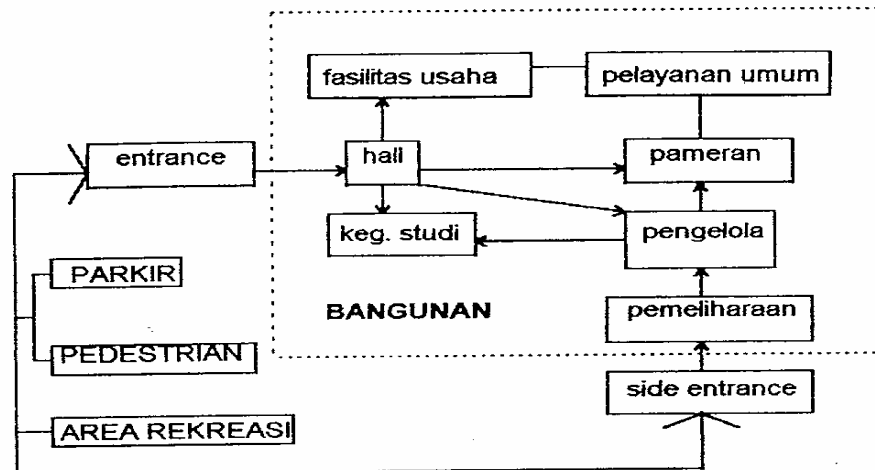 fasilitas usaha
pelayanan umum
entrance
hall
pameran
keg. studi
pengelola
PARKIR
BANGUNAN
pemeliharaan
PEDESTRIAN
side entrance
AREA REKREASI